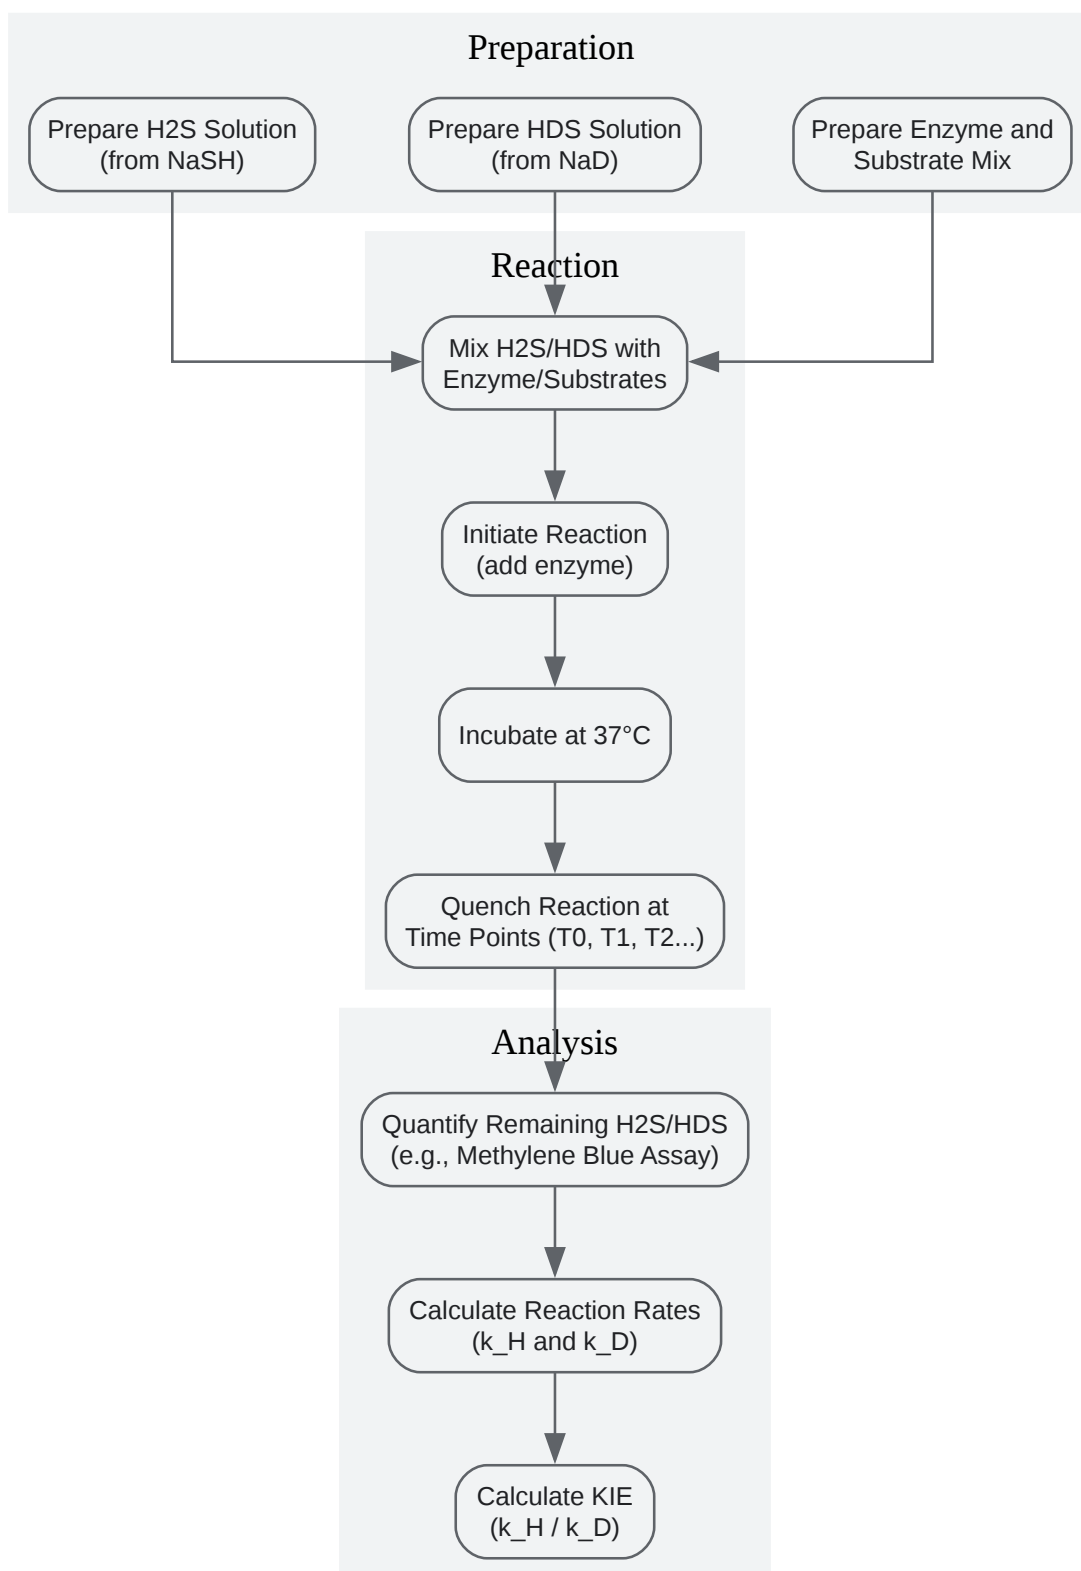 Preparation
Prepare H2S Solution
(from NaSH)
Prepare HDS Solution
(from NaD)
Prepare Enzyme and
Substrate Mix
Reaction
Mix H2S/HDS with
Enzyme/Substrates
Initiate Reaction
(add enzyme)
Incubate at 37°C
Quench Reaction at
Time Points (T0, T1, T2...)
Analysis
Quantify Remaining H2S/HDS
(e.g., Methylene Blue Assay)
Calculate Reaction Rates
(k_H and k_D)
Calculate KIE
(k_H / k_D)